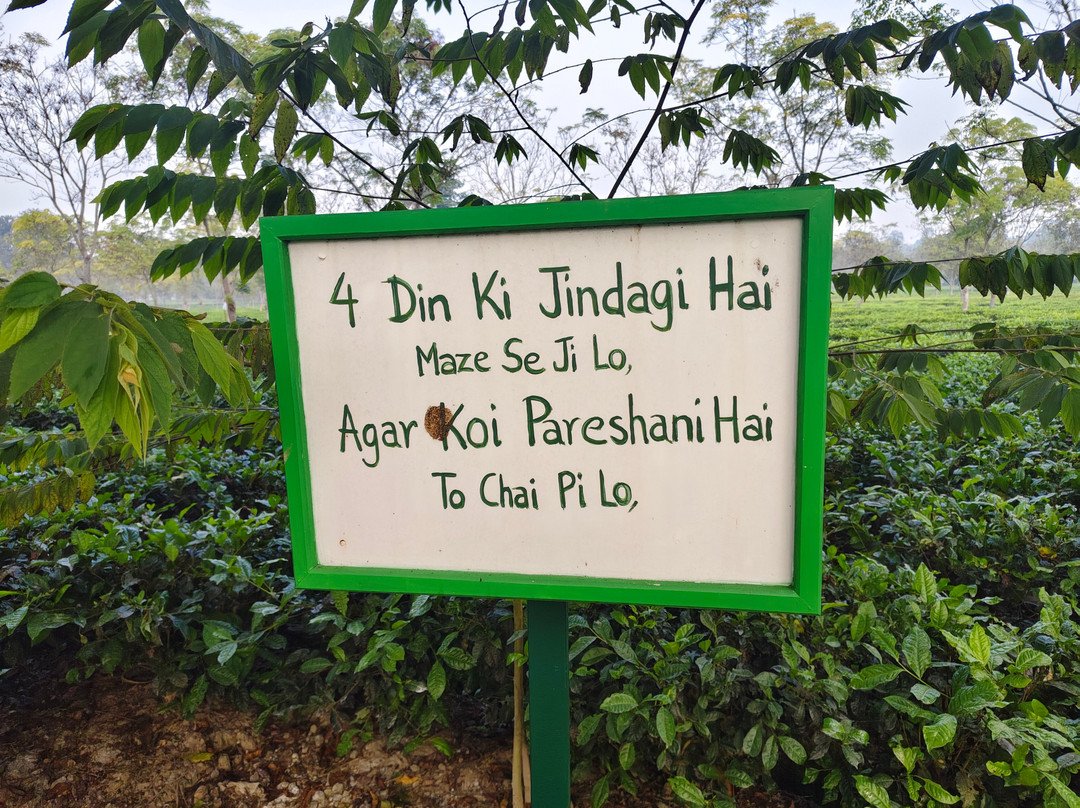 4 Din Ki Jindagi Hai
Maze Se Ji Lo,
Agar Koi Pareshani Hai
To Chai Pi Lo,